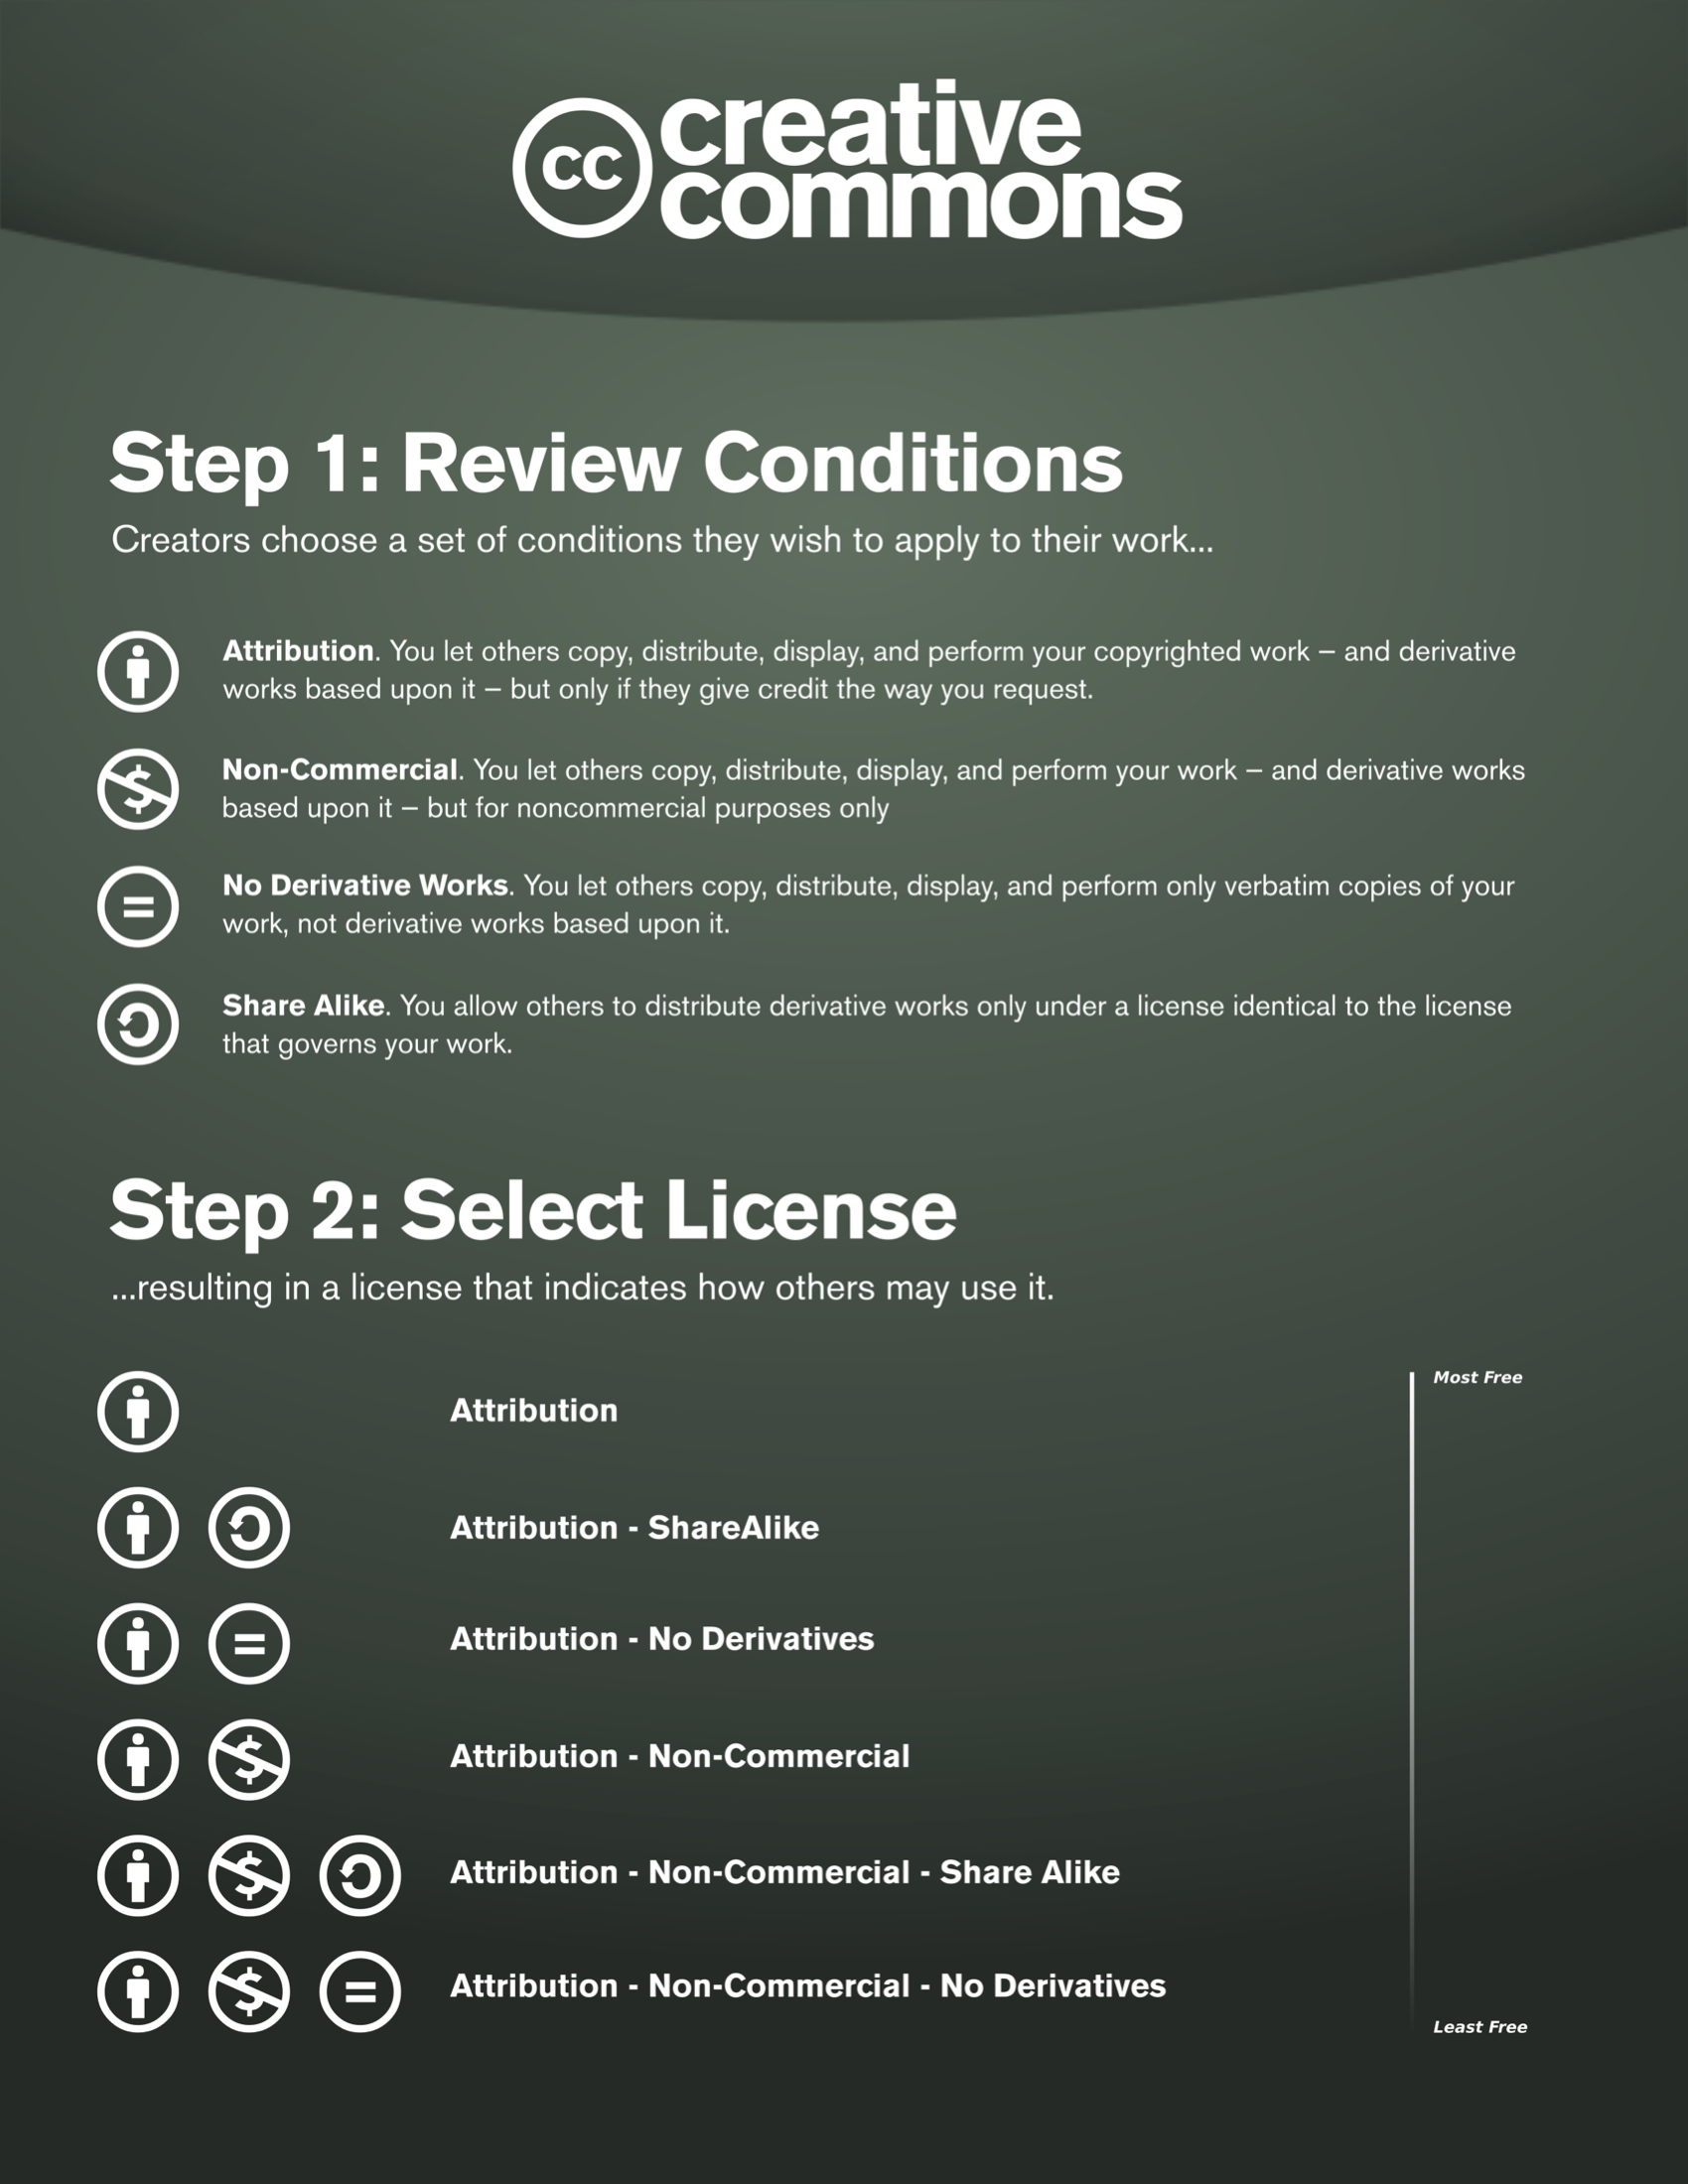 cc creative
commons
Step 1: Review Conditions
Creators choose a set of conditions they wish to apply to their work...
Attribution. You let others copy, distribute, display, and perform your copyrighted work – and derivative
works based upon it – but only if they give credit the way you request.
$ Non-Commercial. You let others copy, distribute, display, and perform your work – and derivative works
based upon it – but for noncommercial purposes only
= No Derivative Works. You let others copy, distribute, display, and perform only verbatim copies of your
work, not derivative works based upon it.
Share Alike. You allow others to distribute derivative works only under a license identical to the license
that governs your work.
Step 2: Select License
...resulting in a license that indicates how others may use it.
Most Free
Attribution
Attribution - ShareAlike
= Attribution - No Derivatives
$ Attribution - Non-Commercial
$ Attribution - Non-Commercial - Share Alike
$ = Attribution - Non-Commercial - No Derivatives
Least Free